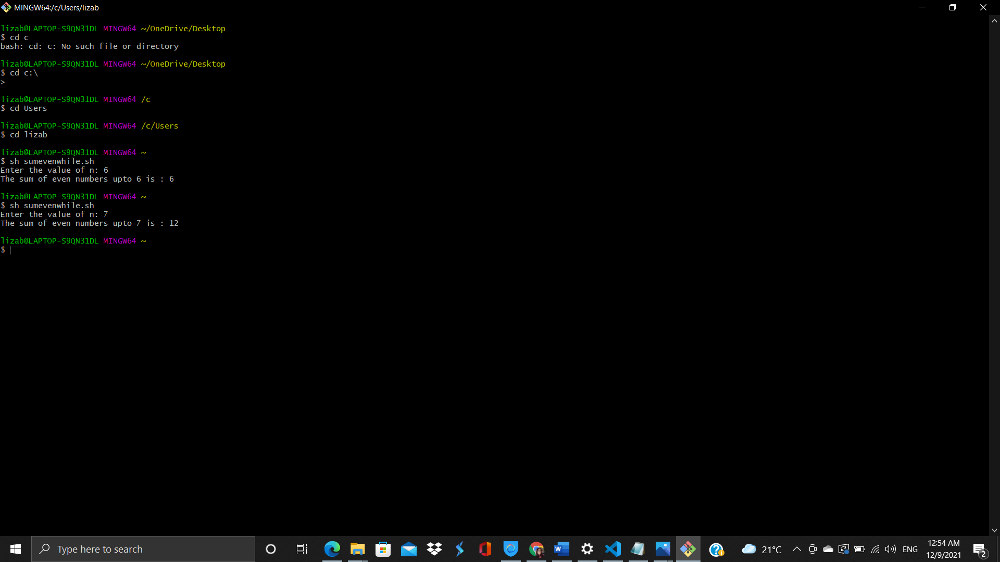 MINGW64:/c/Users/lizab
lizab@LAPTOP-S9QN31DL MINGW64 ~/OneDrive/Desktop
$ cd c
bash: cd: c: No such file or directory
lizab@LAPTOP-S9QN31DL MINGW64 ~/OneDrive/Desktop
$ cd c:\
>
lizab@LAPTOP-S9QN31DL MINGW64 /c
$ cd Users
lizab@LAPTOP-S9QN31DL MINGW64 /c/Users
$ cd lizab
lizab@LAPTOP-S9QN31DL MINGW64 ~
$ sh sumevenwhile.sh
Enter the value of n: 6
The sum of even numbers upto 6 is : 6
lizab@LAPTOP-S9QN31DL MINGW64 ~
$ sh sumevenwhile.sh
Enter the value of n: 7
The sum of even numbers upto 7 is : 12
lizab@LAPTOP-S9QN31DL MINGW64 ~
$
Type here to search
W
21°C
ENG
12:54 AM
12/9/2021
2